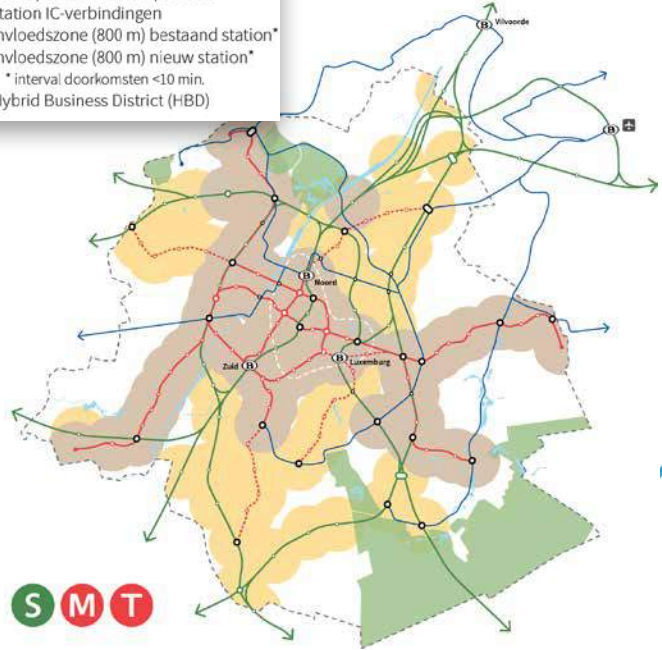 tation IC-verbindingen
nvloedszone (800 m) bestaand station*
nvloedszone (800 m) nieuw station*
* interval doorkomsten <10 min.
ybrid Business District (HBD)
B Vilvoorde
B
B
Noord
Zuid B
B Luxemburg
S M T